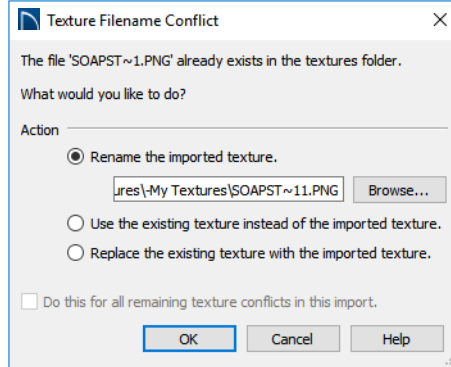 Texture Filename Conflict
The file 'SOAPST~1.PNG' already exists in the textures folder.
What would you like to do?
Action
Rename the imported texture.
ures\-My Textures\SOAPST~11.PNG Browse...
Use the existing texture instead of the imported texture.
Replace the existing texture with the imported texture.
Do this for all remaining texture conflicts in this import.
OK Cancel Help